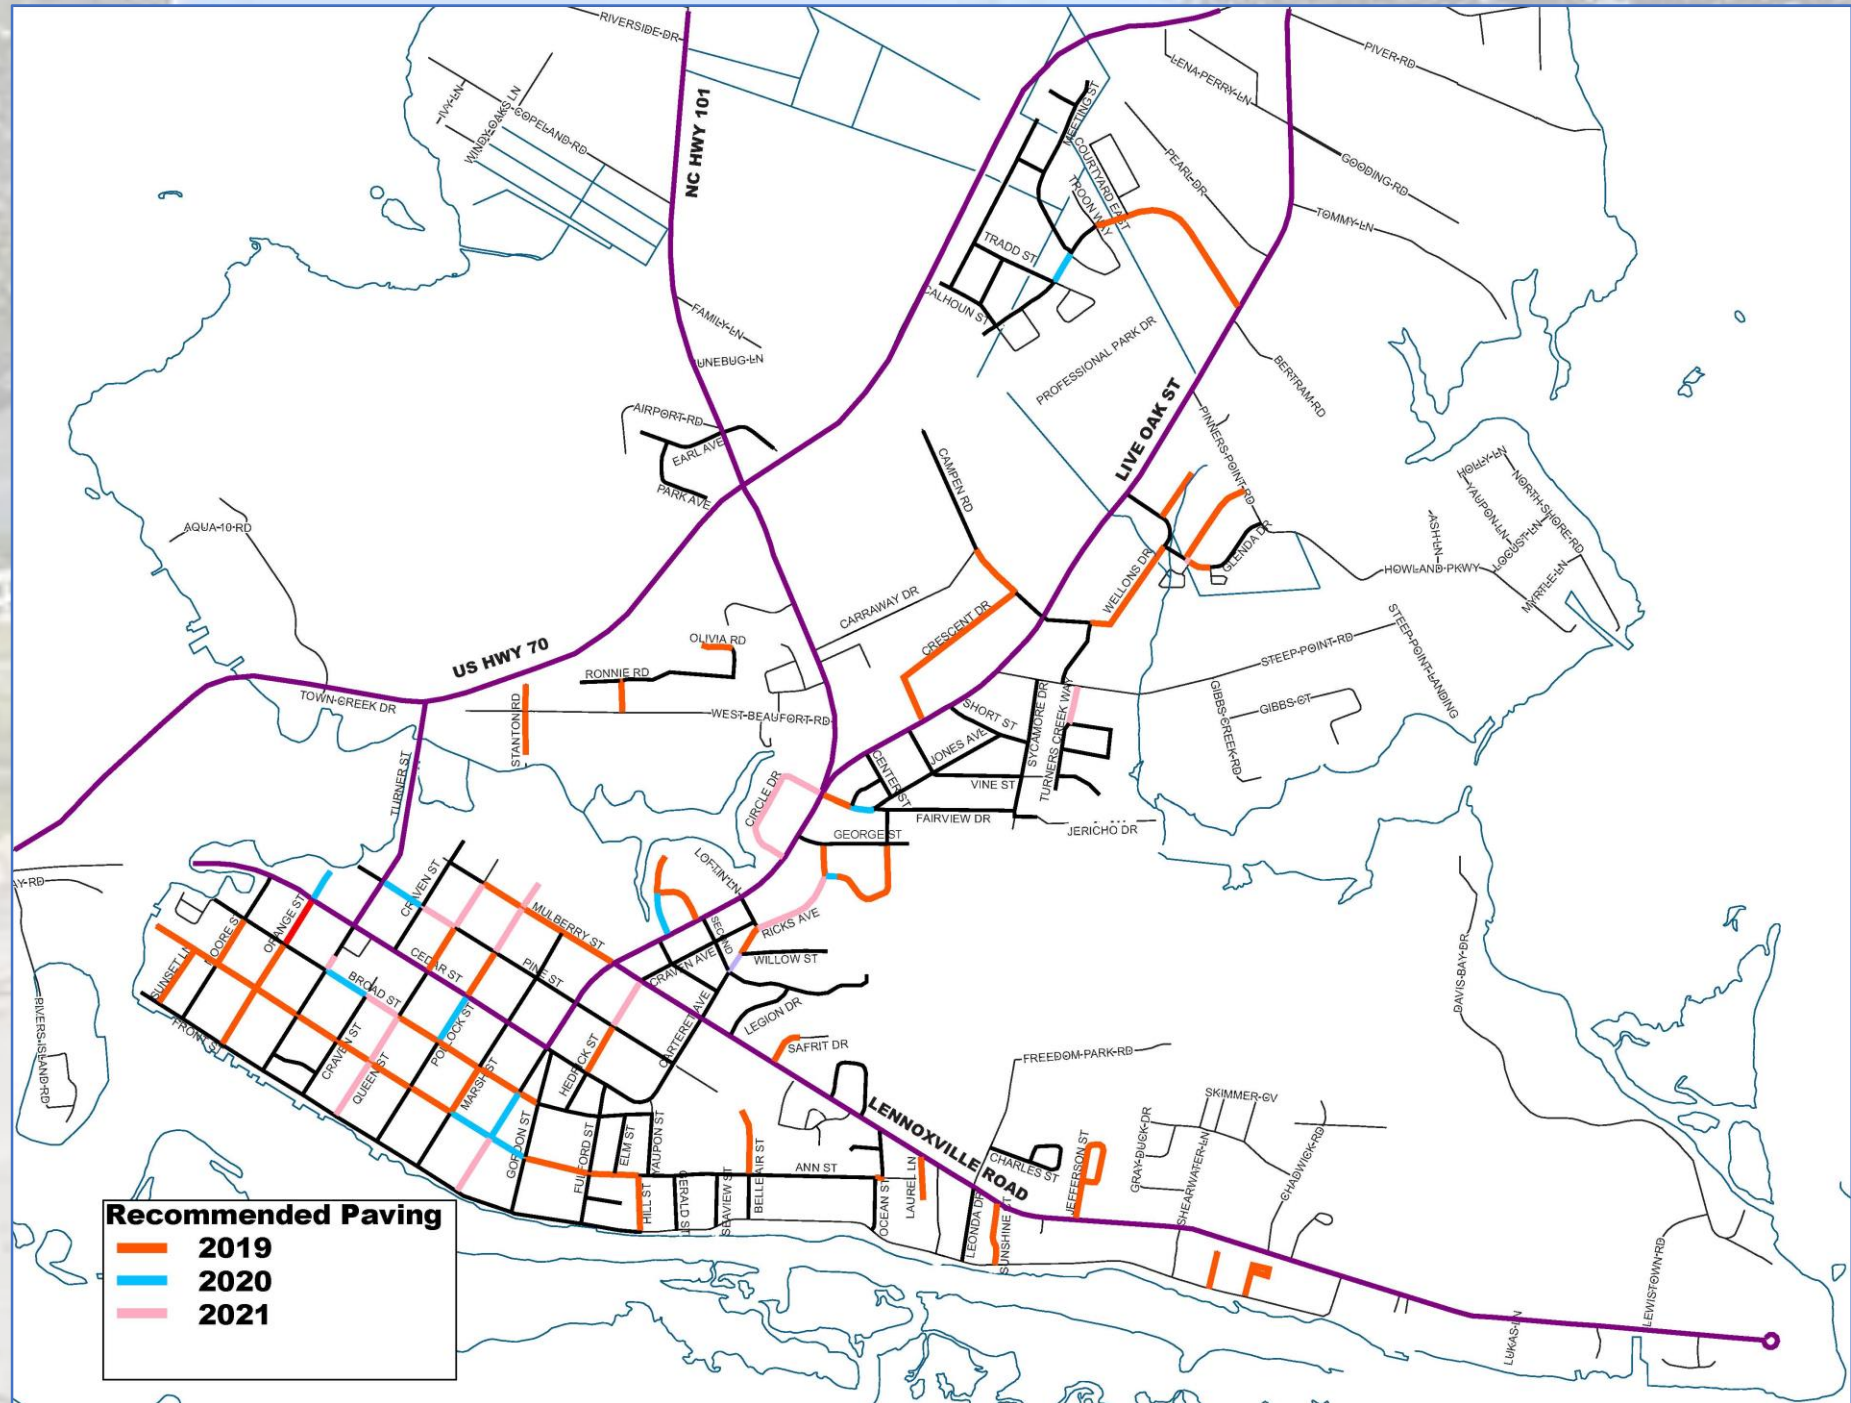 RIVERSIDE-DR
PIVER-RD
LENA-PERRY-LN
IVY-LN
WINDY-OAKS LN
COPELAND-RD
NC HWY 101
MEETING ST
COURTYARD EAST
TROON WAY
PEARL-DR
GOODING-RD
TOMMY-LN
TRADD ST
CALHOUN ST
FAMILY-LN
UNEBUG-LN
PROFESSIONAL PARK DR
BERTRAM-RD
AIRPORT-RD
EARL AVE
PARK AVE
LIVE OAK ST
PINNERS-POINT-RD
CAMPEN RD
HOLLY-LN
YAUPON-LN
NORTH-SHORE-RD
ASH-LN
LOCUST-LN
MYRTLE-LN
HOWLAND-PKWY
AQUA-10-RD
GLENDA DR
WELLONS DR
CARRAWAY DR
CRESCENT DR
STEEP-POINT-RD
STEEP-POINT-LANDING
OLIVIA RD
US HWY 70
RONNIE RD
TOWN-CREEK DR
STANTON RD
WEST-BEAUFORT-RD
GIBBS-CREEK-RD
GIBBS-CT
SHORT ST
SYCAMORE DR
TURNERS CREEK WAY
JONES AVE
CENTER ST
VINE ST
TURNER ST
CIRCLE DR
FAIRVIEW DR
JERICHO DR
GEORGE ST
LOFTIN LN
AY-RD
CRAVEN ST
MULBERRY ST
RICKS AVE
SECOND
ORANGE ST
MOORE ST
SUNSET LN
CEDAR ST
PINE ST
CRAVEN AVE
WILLOW ST
BROAD ST
LEGION DR
CARTERET AVE
PIVERS-ISLAND-RD
FRONT ST
CRAVEN ST
QUEEN ST
POLLOCK ST
MARSH ST
HEDRICK ST
SAFRIT DR
FREEDOM-PARK-RD
DAVIS-BAY-DR
SKIMMER-CV
LENNOXVILLE ROAD
GORDON ST
FULFORD ST
ELM ST
YAUPON ST
BELLEAIR ST
ANN ST
CHARLES ST
JEFFERSON ST
GRAY-DUCK-DR
SHEARWATER-LN
CHADWICK-RD
HILL ST
GERALD ST
SEAVIEW ST
OCEAN ST
LAUREL LN
LEONDA DR
SUNSHINE ST
LEWISTOWN-RD
LUKAS-LN
Recommended Paving
2019
2020
2021